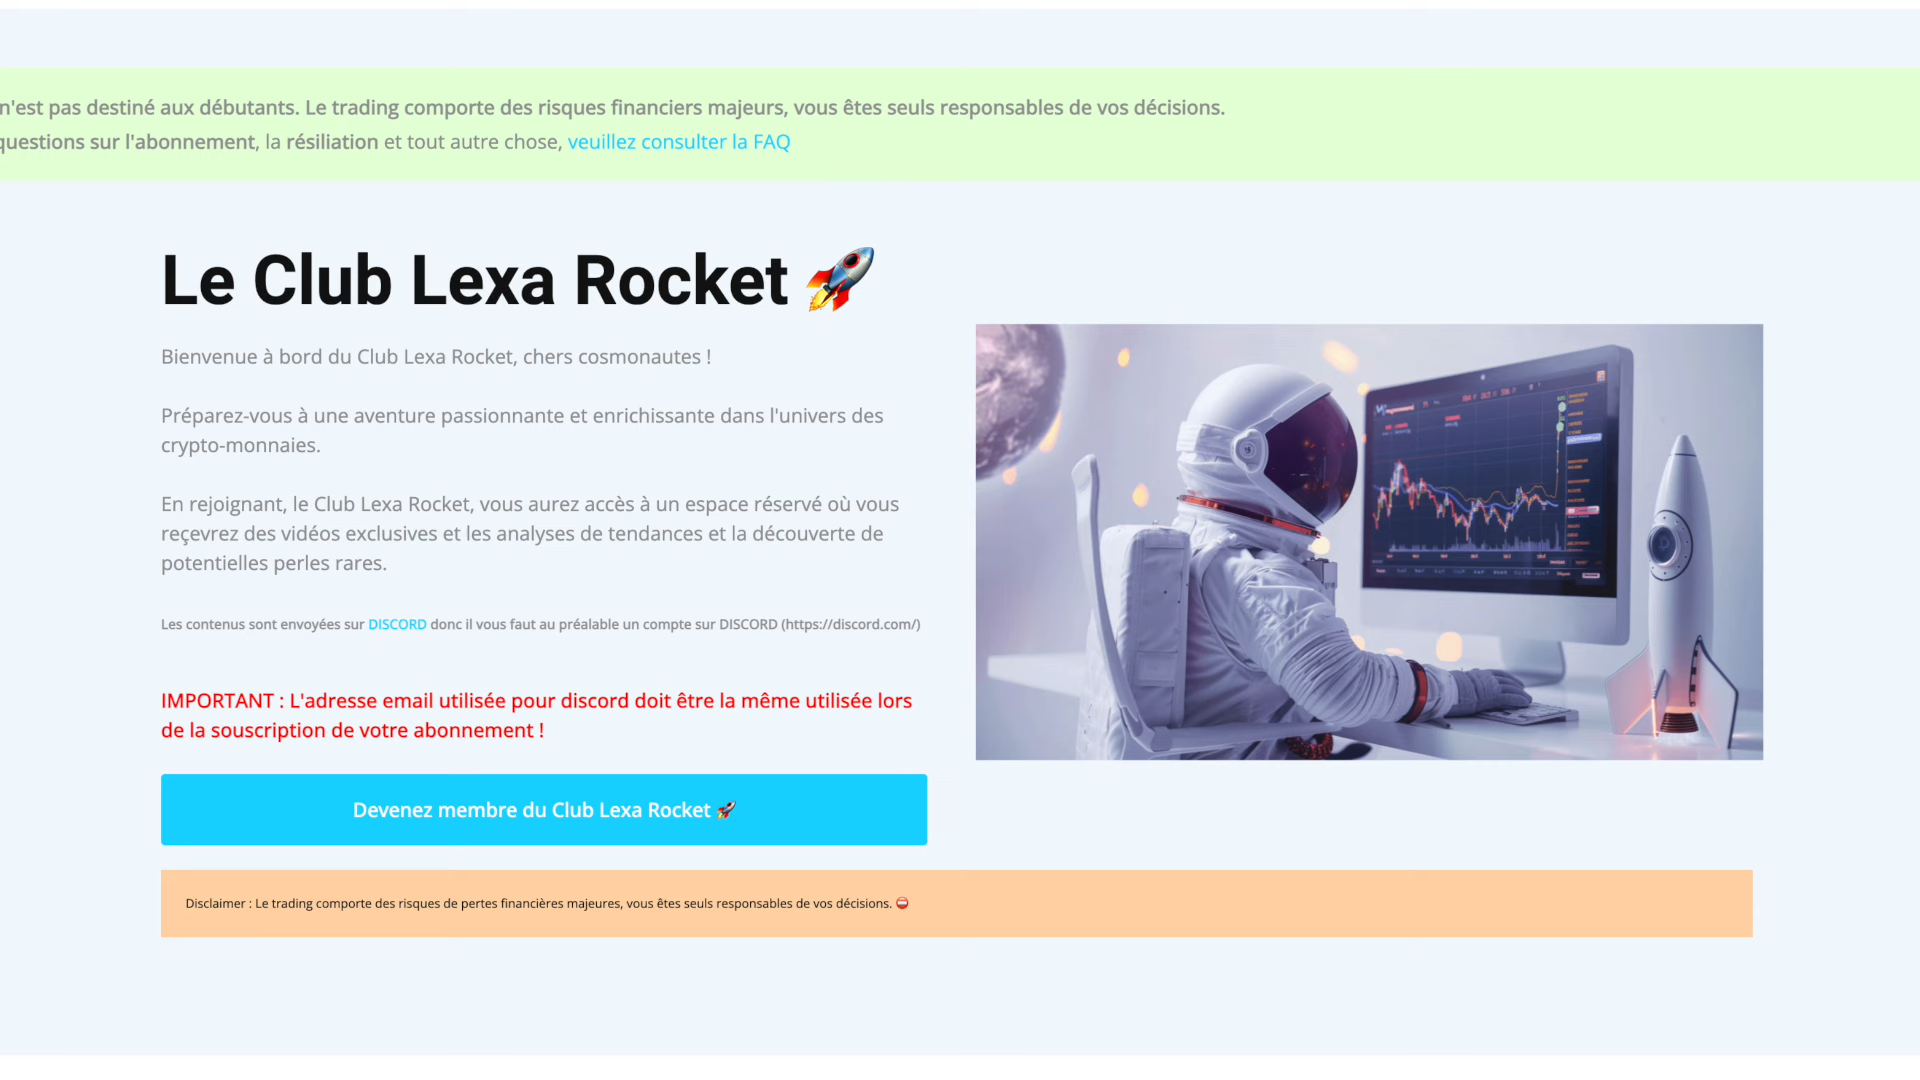 n'est pas destiné aux débutants. Le trading comporte des risques financiers majeurs, vous êtes seuls responsables de vos décisions.
questions sur l'abonnement, la résiliation et tout autre chose, veuillez consulter la FAQ
Le Club Lexa Rocket 🚀
Bienvenue à bord du Club Lexa Rocket, chers cosmonautes !
Préparez-vous à une aventure passionnante et enrichissante dans l'univers des
crypto-monnaies.
En rejoignant, le Club Lexa Rocket, vous aurez accès à un espace réservé où vous
reçevrez des vidéos exclusives et les analyses de tendances et la découverte de
potentielles perles rares.
Les contenus sont envoyées sur DISCORD donc il vous faut au préalable un compte sur DISCORD (https://discord.com/)
IMPORTANT : L'adresse email utilisée pour discord doit être la même utilisée lors
de la souscription de votre abonnement !
Devenez membre du Club Lexa Rocket 🚀
Disclaimer : Le trading comporte des risques de pertes financières majeures, vous êtes seuls responsables de vos décisions. ⛔